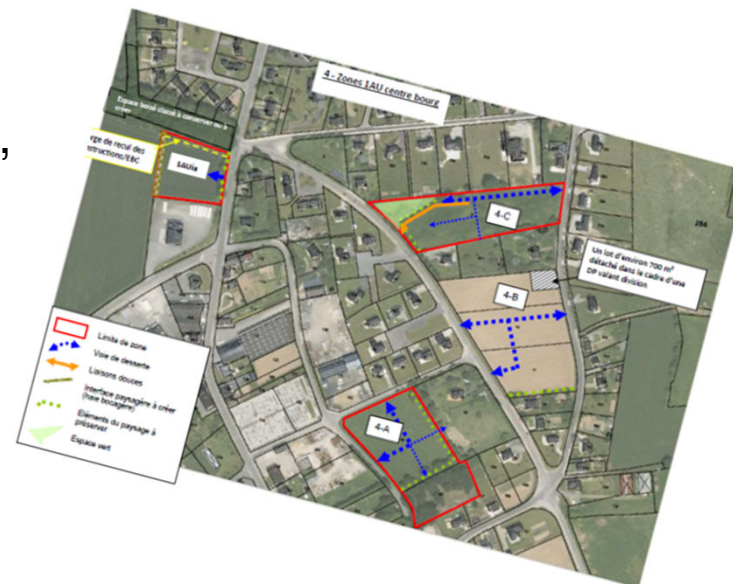 ,
4 - Zones 1AU centre bourg
Espace boisé classé à conserver ou à
créer
ge de recul des
nstructions/EBC
1AUia
4-C
Un lot d'environ 700 m²
détaché dans le cadre d'une
DP valant division
4-B
4-A
Limite de zone
Voie de desserte
Liaisons douces
Interface paysagère à créer
(haie bocagère)
Eléments du paysage à
préserver
Espace vert